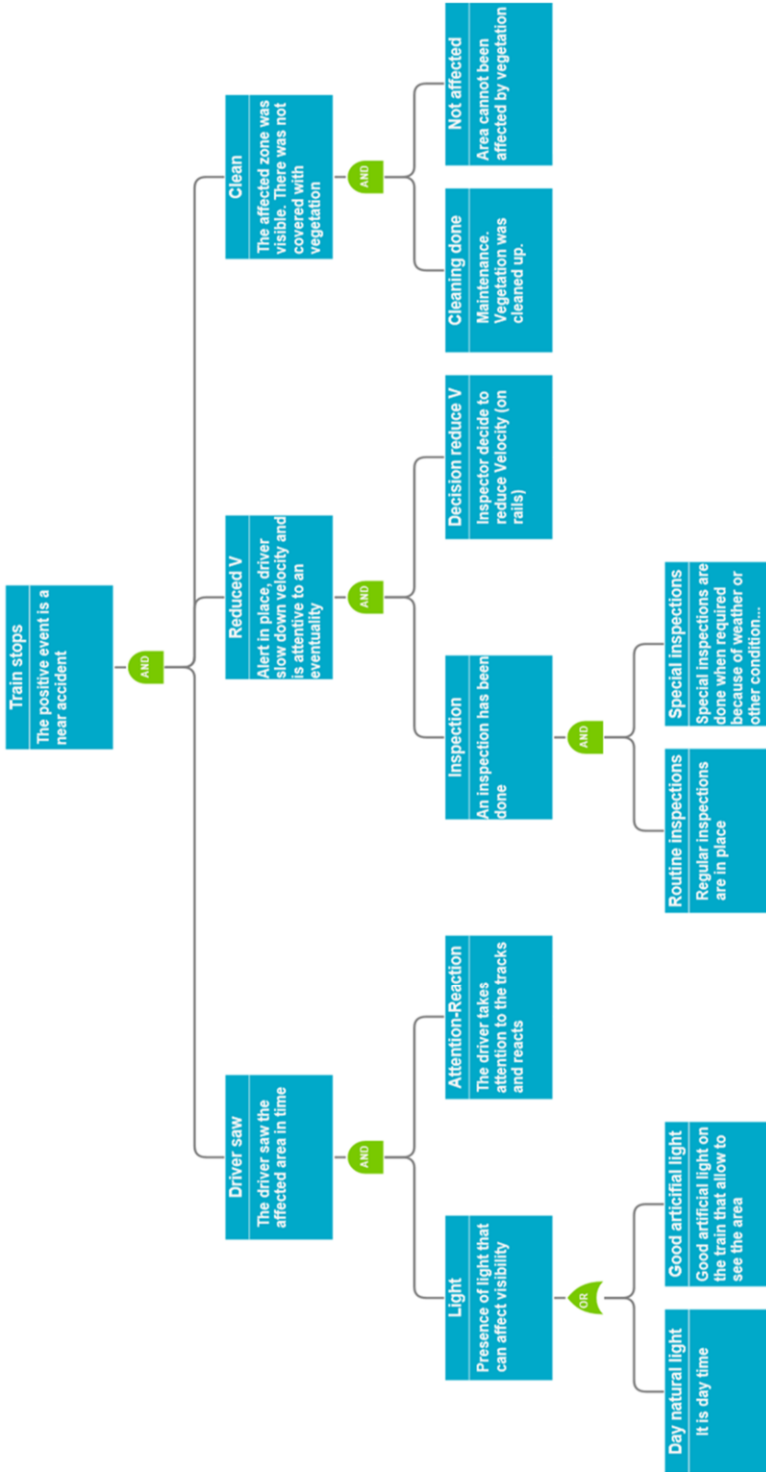 Train stops
The positive event is a
near accident
AND
Driver saw
The driver saw the
affected area in time
Reduced V
Alert in place, driver
slow down velocity and
is attentive to an
eventuality
Clean
The affected zone was
visible. There was not
covered with
vegetation
AND
AND
AND
Light
Presence of light that
can affect visibility
Attention-Reaction
The driver takes
attention to the tracks
and reacts
Inspection
An inspection has been
done
Decision reduce V
Inspector decide to
reduce Velocity (on
rails)
Cleaning done
Maintenance.
Vegetation was
cleaned up.
Not affected
Area cannot been
affected by vegetation
OR
AND
Day natural light
It is day time
Good articifial light
Good artificial light on
the train that allow to
see the area
Routine inspections
Regular inspections
are in place
Special inspections
Special inspections are
done when required
because of weather or
other condition...